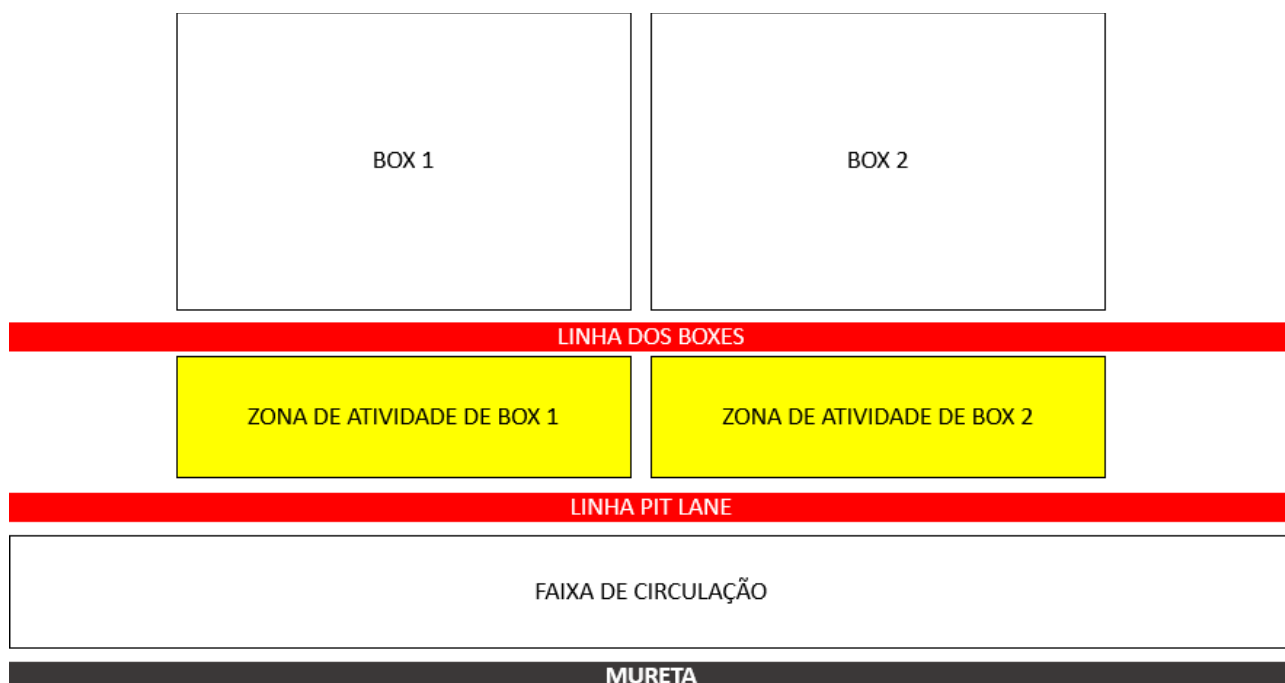 BOX 1
BOX 2
LINHA DOS BOXES
ZONA DE ATIVIDADE DE BOX 1
ZONA DE ATIVIDADE DE BOX 2
LINHA PIT LANE
FAIXA DE CIRCULAÇÃO
MURETA